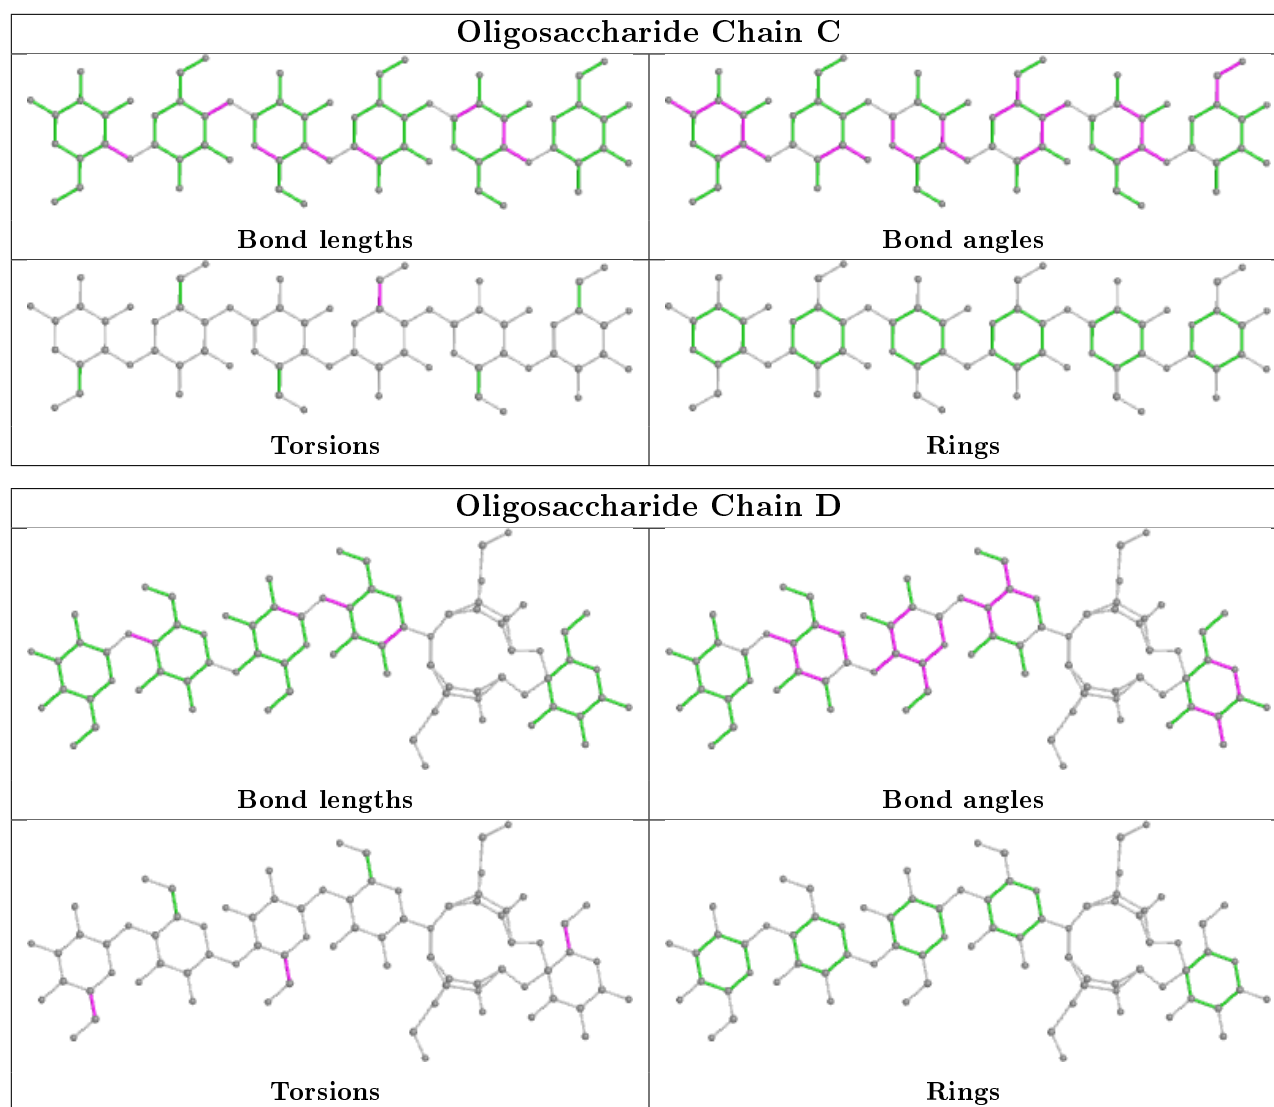 Oligosaccharide Chain C
Bond lengths
Bond angles
Torsions
Rings
Oligosaccharide Chain D
Bond lengths
Bond angles
Torsions
Rings